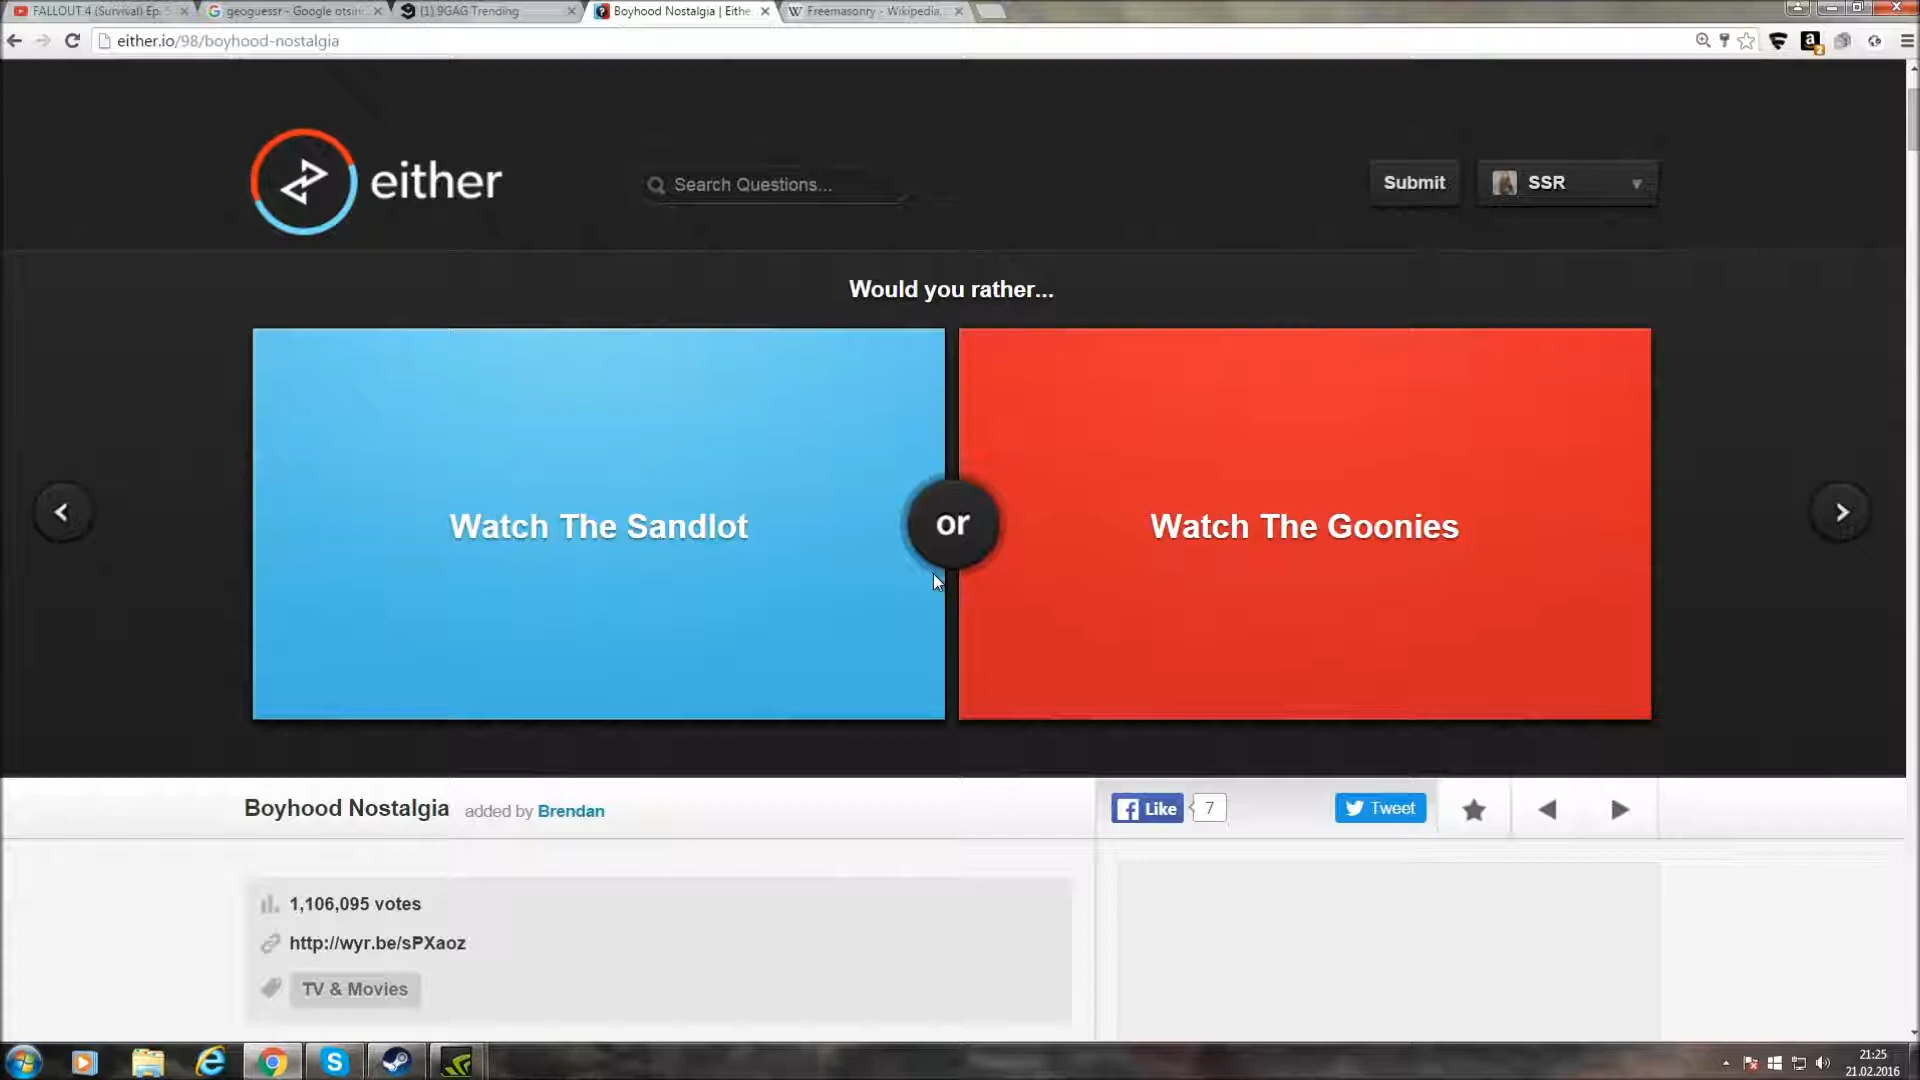 FALLOUT 4 (Survival) Ep.
geoguessr - Google otsin
(1) 9GAG Trending
Boyhood Nostalgia | Eithe
Freemasonry - Wikipedia,
either.io/98/boyhood-nostalgia
either
Search Questions...
Submit
SSR
Would you rather...
Watch The Sandlot
or
Watch The Goonies
Boyhood Nostalgia added by Brendan
Like 7
Tweet
1,106,095 votes
http://wyr.be/sPXaoz
TV & Movies
21:25
21.02.2016